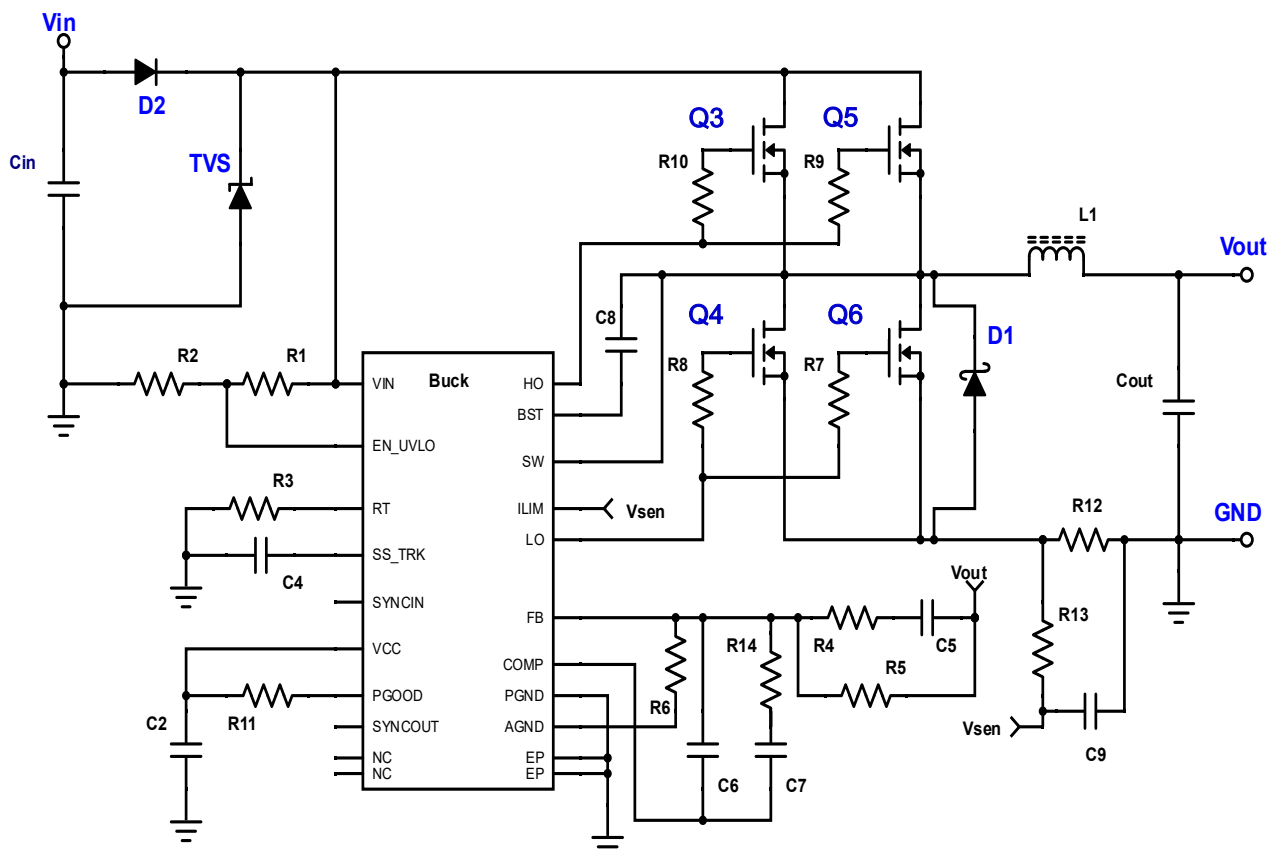 Vin
D2
Q3
Q5
Cin
TVS
R10
R9
L1
Vout
C8
Q4
Q6
D1
R2
R1
Buck
R8
R7
Cout
VIN
HO
BST
EN_UVLO
SW
R3
RT
ILIM
Vsen
R12
GND
LO
SS_TRK
C4
Vout
SYNCIN
FB
R13
VCC
R14
R4
C5
COMP
R5
PGOOD
PGND
R6
C2
R11
SYNCOUT
AGND
Vsen
C9
NC
EP
NC
EP
C6
C7